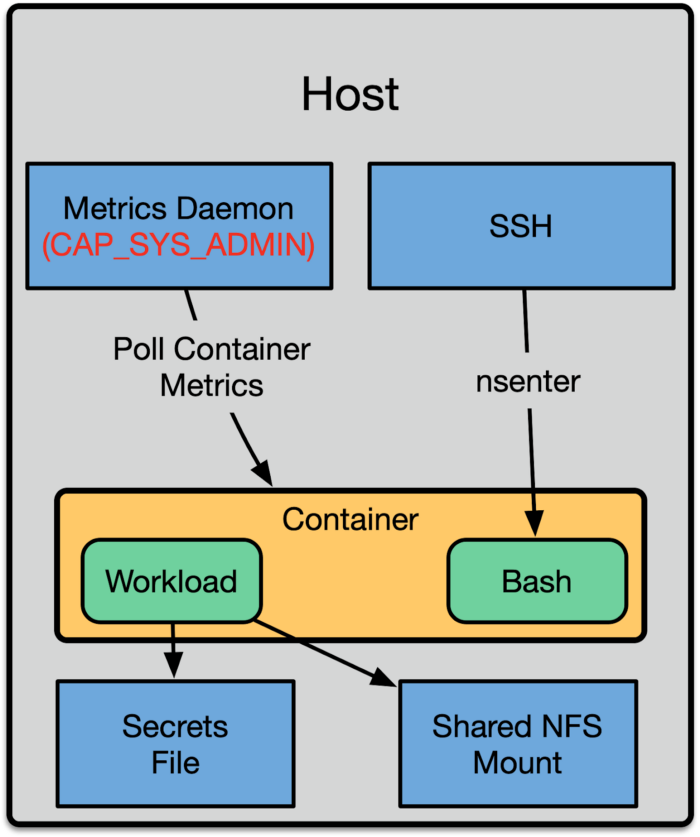 Host
Metrics Daemon
(CAP_SYS_ADMIN)
SSH
Poll Container
Metrics
nsenter
Container
Workload
Bash
Secrets
File
Shared NFS
Mount